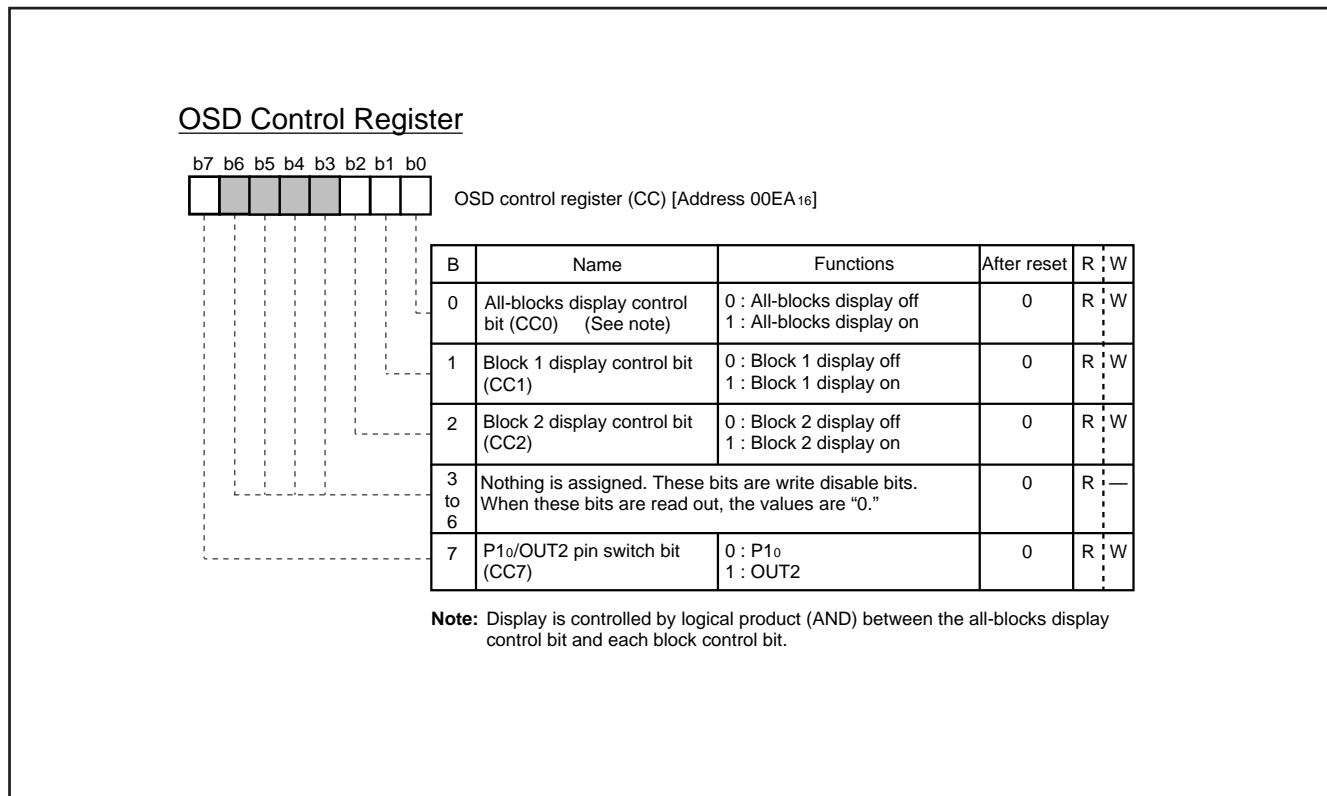 OSD Control Register
b7 b6 b5 b4 b3 b2 b1 b0
OSD control register (CC) [Address 00EA16]
B Name Functions After reset R W
0 All-blocks display control bit (CC0) (See note) 0 : All-blocks display off 1 : All-blocks display on 0 R W
1 Block 1 display control bit (CC1) 0 : Block 1 display off 1 : Block 1 display on 0 R W
2 Block 2 display control bit (CC2) 0 : Block 2 display off 1 : Block 2 display on 0 R W
3 to 6 Nothing is assigned. These bits are write disable bits. When these bits are read out, the values are “0.” 0 R —
7 P10/OUT2 pin switch bit (CC7) 0 : P10 1 : OUT2 0 R W
Note: Display is controlled by logical product (AND) between the all-blocks display
control bit and each block control bit.